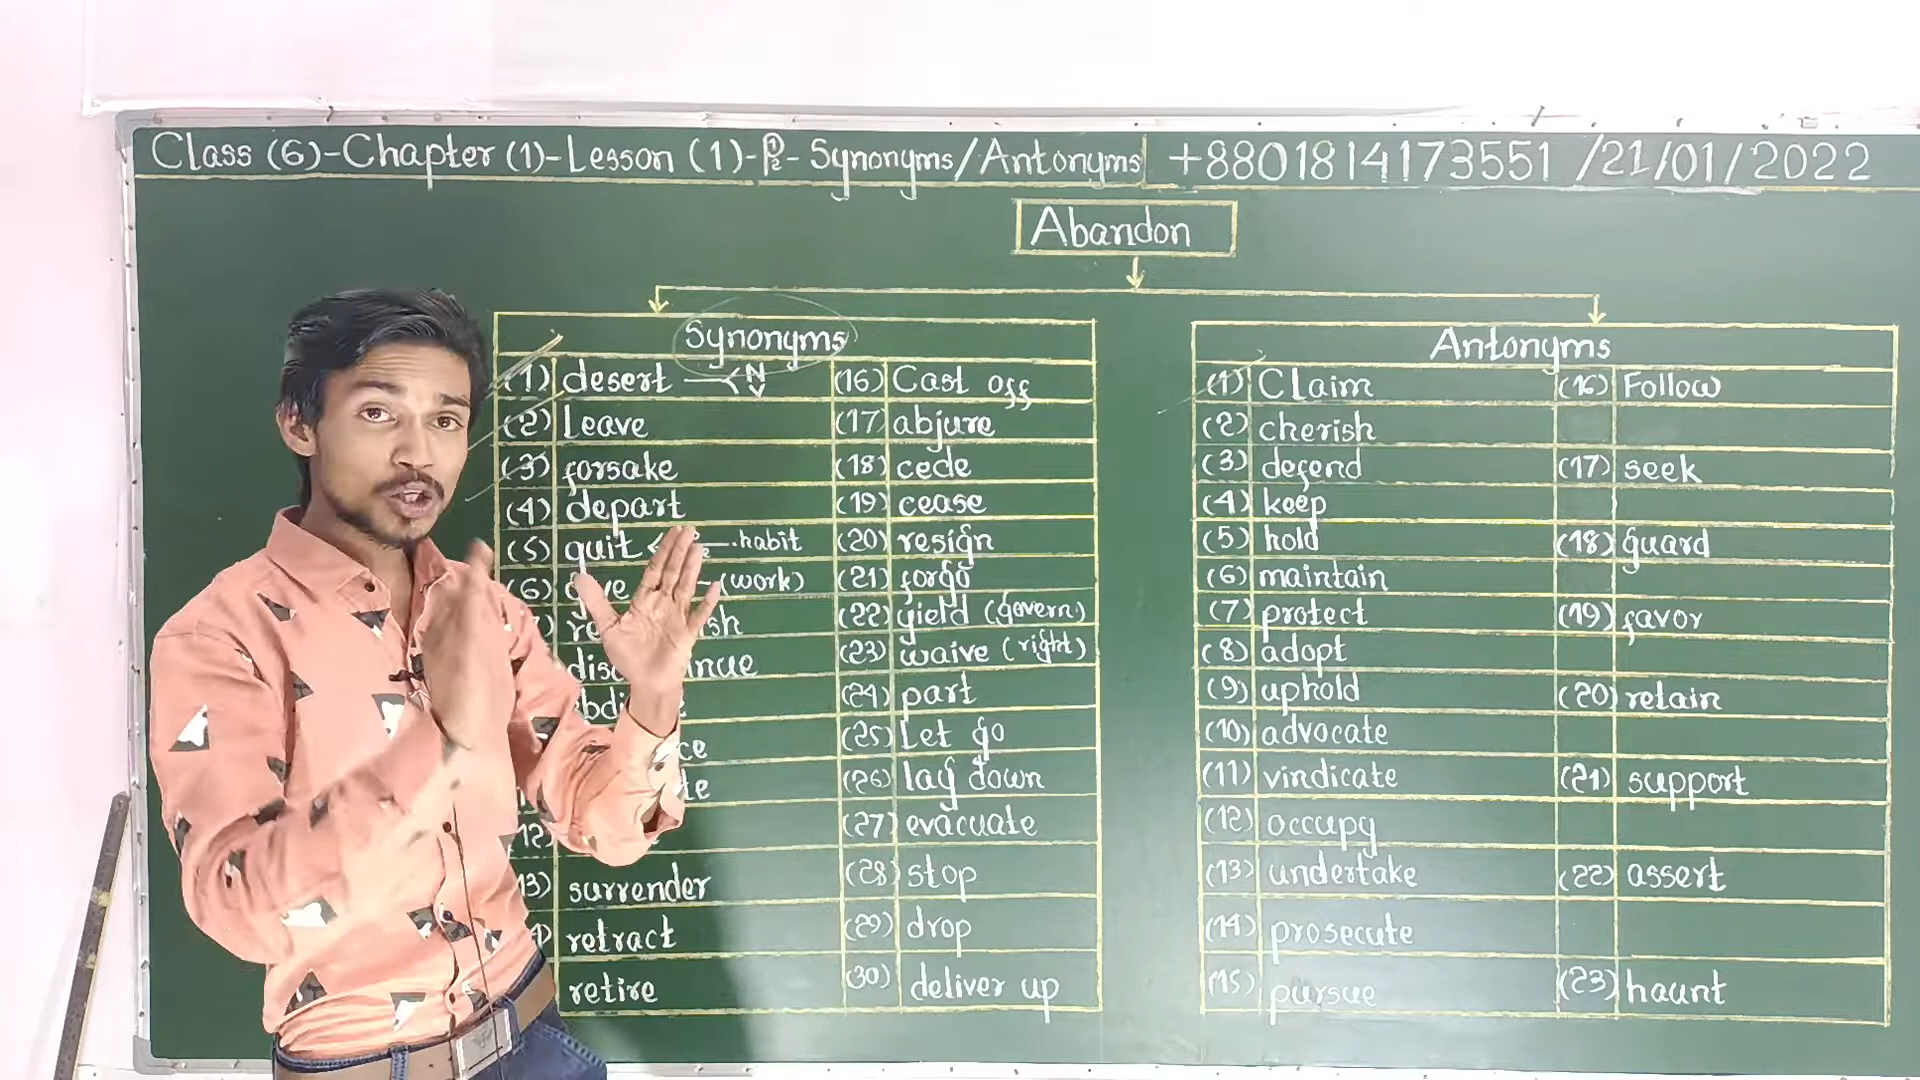 Class (6)-Chapter (1)-Lesson (1)-P 1/2 - Synonyms/Antonyms +8801814173551 /21/01/2022
Abandon
Synonyms
(1) desert N V (16) Cast off
(2) Leave (17) abjure
(3) forsake (18) cede
(4) depart (19) cease
(5) quit habit (20) resign
(6) (work) (21) forgo
(22) yield (govern)
(23) waive (right)
(24) part
(25) Let go
(26) lay down
(27) evacuate
(13) surrender (28) stop
retract (29) drop
retire (30) deliver up
Antonyms
(1) Claim (16) Follow
(2) cherish
(3) defend (17) seek
(4) keep
(5) hold (18) guard
(6) maintain
(7) protect (19) favor
(8) adopt
(9) uphold (20) retain
(10) advocate
(11) vindicate (21) support
(12) occupy
(13) undertake (22) assert
(14) prosecute
(15) pursue (23) haunt